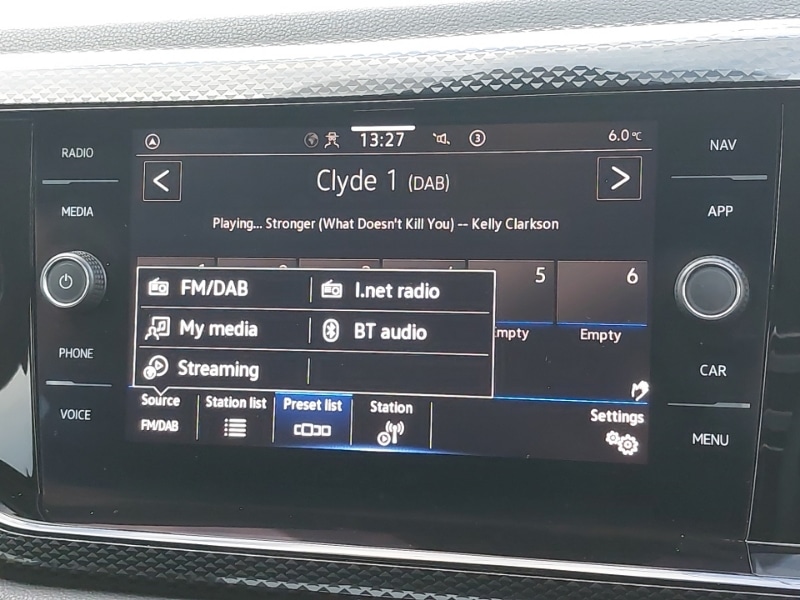 RADIO
MEDIA
PHONE
VOICE
NAV
APP
CAR
MENU
13:27
3
6.0 °C
<
Clyde 1 (DAB)
>
Playing... Stronger (What Doesn't Kill You) -- Kelly Clarkson
5
6
Empty
FM/DAB
I.net radio
My media
BT audio
Streaming
Source
FM/DAB
Station list
Preset list
Station
Settings